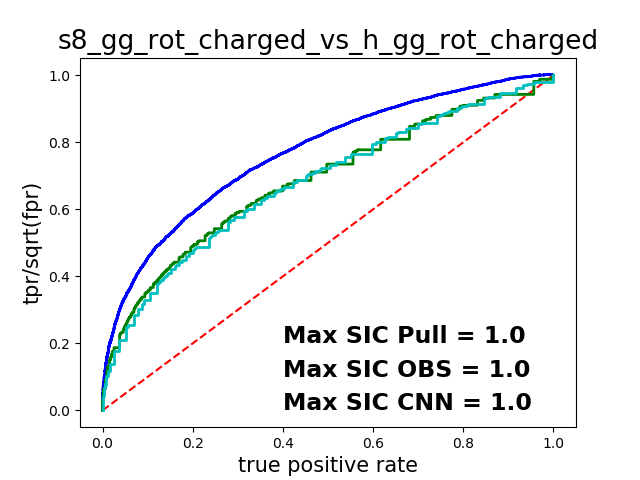 s8_gg_rot_charged_vs_h_gg_rot_charged
tpr/sqrt(fpr)
1.0
0.8
0.6
0.4
0.2
0.0
Max SIC Pull = 1.0
Max SIC OBS = 1.0
Max SIC CNN = 1.0
0.0 0.2 0.4 0.6 0.8 1.0
true positive rate